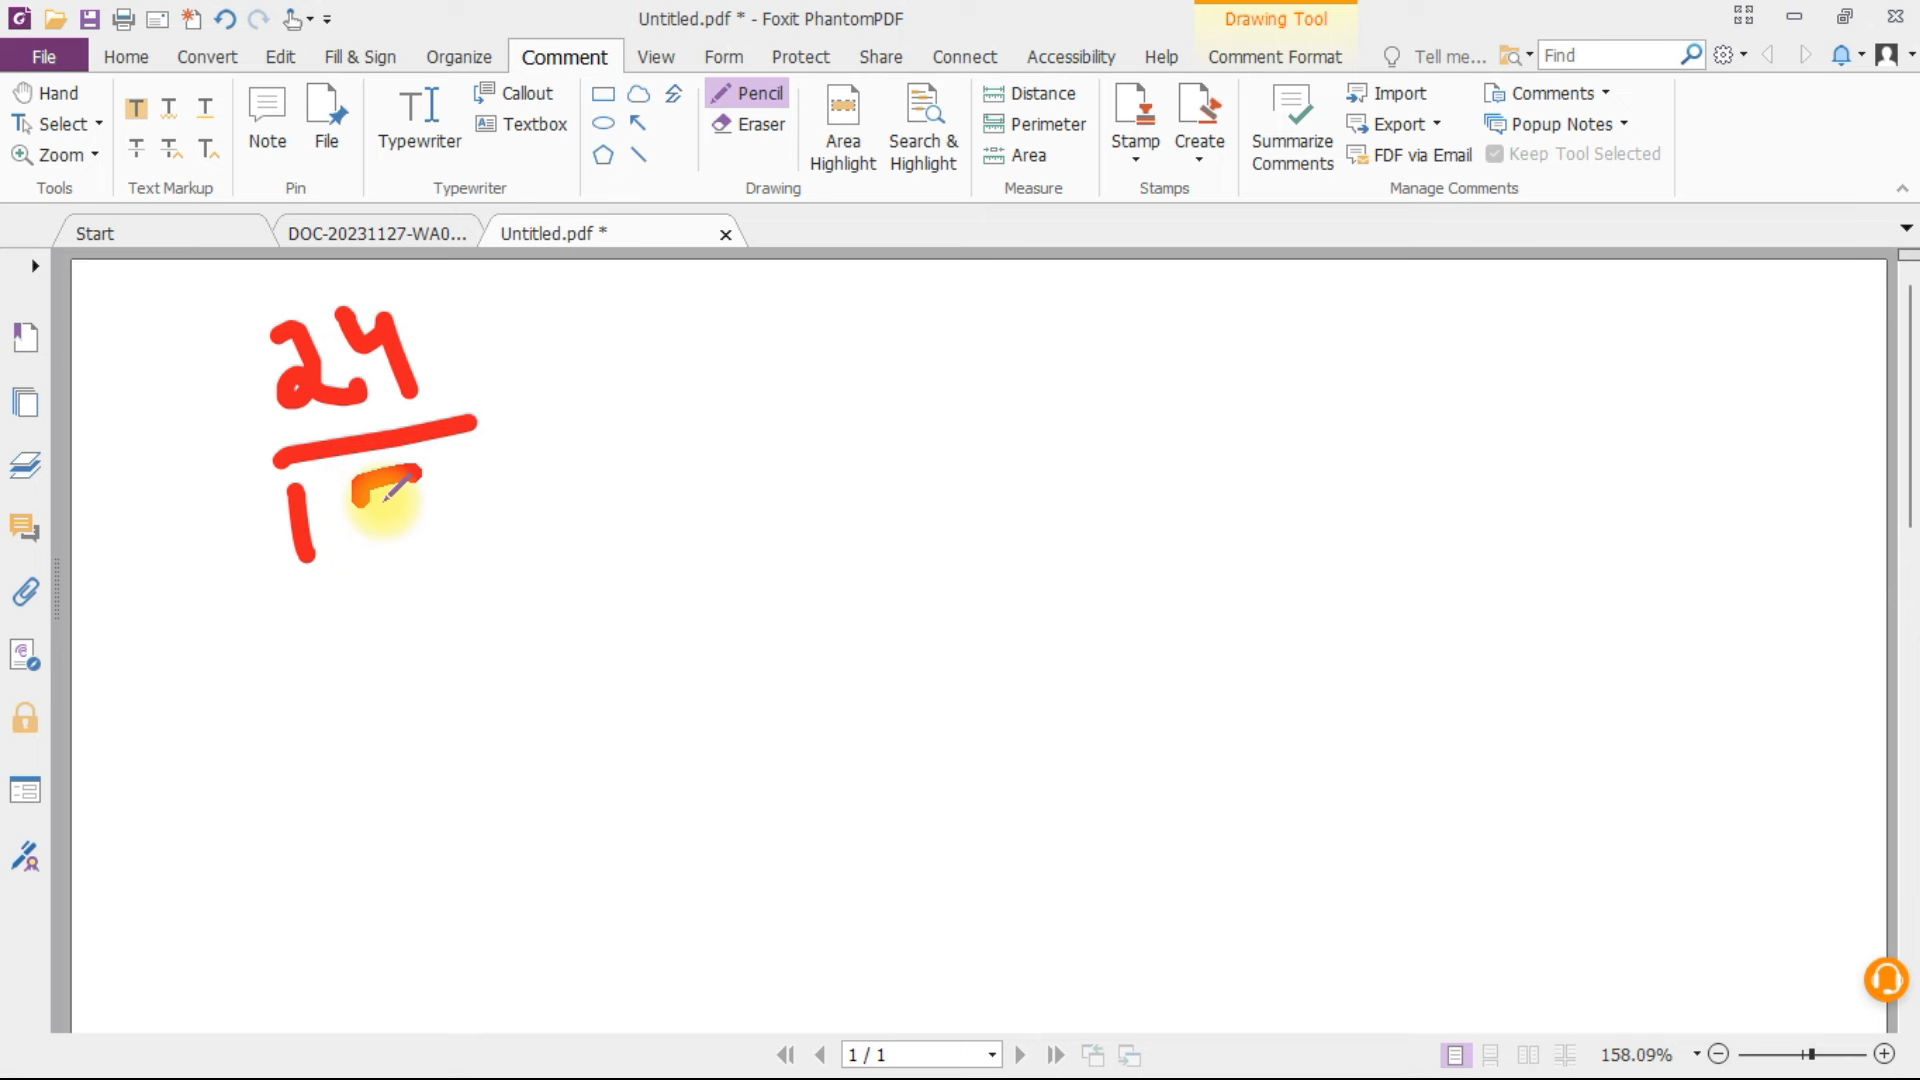 Untitled.pdf * - Foxit PhantomPDF
Drawing Tool
File Home Convert Edit Fill & Sign Organize Comment View Form Protect Share Connect Accessibility Help Comment Format Tell me... Find
Hand
Select
Zoom
Tools
Text Markup
Note
File
Pin
Typewriter
Callout
Textbox
Typewriter
Pencil
Eraser
Area
Highlight
Search &
Highlight
Drawing
Distance
Perimeter
Area
Measure
Stamp
Create
Stamps
Summarize
Comments
Import
Export
FDF via Email
Comments
Popup Notes
Keep Tool Selected
Manage Comments
Start
DOC-20231127-WA0...
Untitled.pdf *
24
1
1 / 1
158.09%